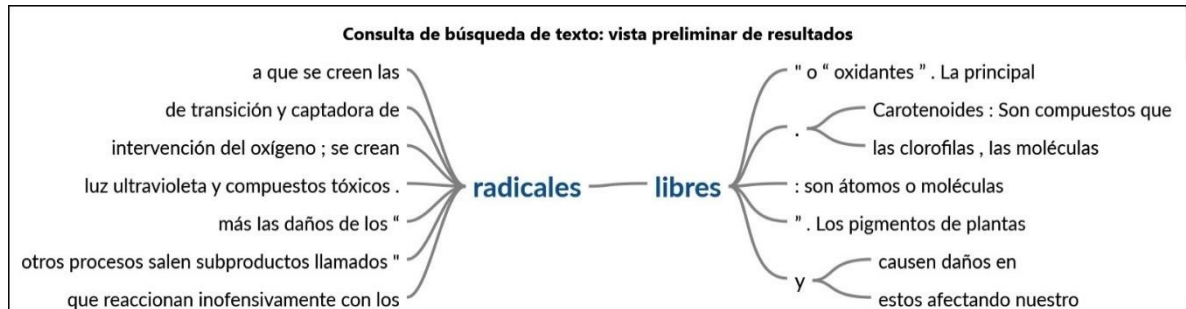 Consulta de búsqueda de texto: vista preliminar de resultados
a que se creen las
de transición y captadora de
intervención del oxígeno ; se crean
luz ultravioleta y compuestos tóxicos .
más las daños de los “
otros procesos salen subproductos llamados "
que reaccionan inofensivamente con los
radicales
libres
" o “ oxidantes ” . La principal
.
Carotenoides : Son compuestos que
las clorofilas , las moléculas
: son átomos o moléculas
” . Los pigmentos de plantas
y
causen daños en
estos afectando nuestro